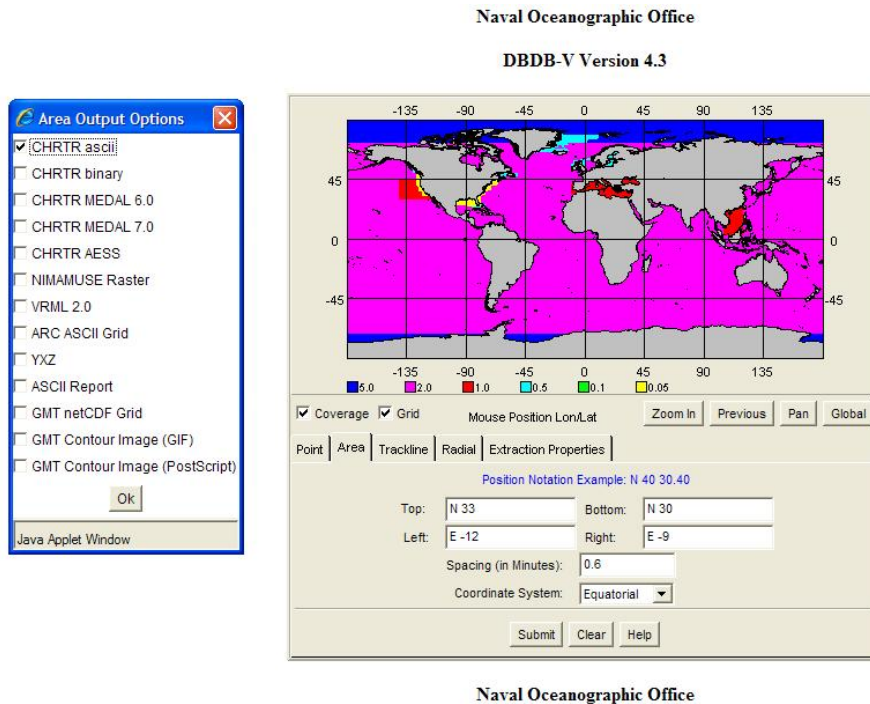 Naval Oceanographic Office
DBDB-V Version 4.3
Area Output Options
CHRTR ascii
CHRTR binary
CHRTR MEDAL 6.0
CHRTR MEDAL 7.0
CHRTR AESS
NIMAMUSE Raster
VRML 2.0
ARC ASCII Grid
YXZ
ASCII Report
GMT netCDF Grid
GMT Contour Image (GIF)
GMT Contour Image (PostScript)
Ok
Java Applet Window
-135 -90 -45 0 45 90 135
45 45
0 0
-45 -45
-135 -90 -45 0 45 90 135
5.0 2.0 1.0 0.5 0.1 0.05
Coverage Grid Mouse Position Lon/Lat Zoom In Previous Pan Global
Point Area Trackline Radial Extraction Properties
Position Notation Example: N 40 30.40
Top: N 33 Bottom: N 30
Left: E -12 Right: E -9
Spacing (in Minutes): 0.6
Coordinate System: Equatorial
Submit Clear Help
Naval Oceanographic Office